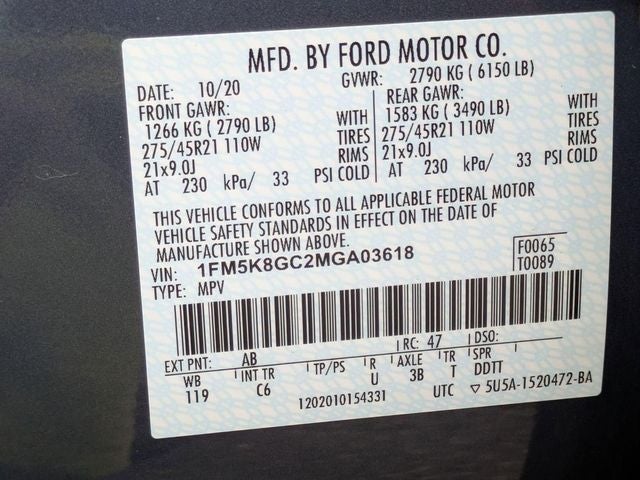 MFD. BY FORD MOTOR CO.
DATE: 10/20 GVWR: 2790 KG ( 6150 LB)
FRONT GAWR: REAR GAWR:
1266 KG ( 2790 LB) WITH 1583 KG ( 3490 LB) WITH
275/45R21 110W TIRES 275/45R21 110W TIRES
21x9.0J RIMS 21x9.0J RIMS
AT 230 kPa/ 33 PSI COLD AT 230 kPa/ 33 PSI COLD
THIS VEHICLE CONFORMS TO ALL APPLICABLE FEDERAL MOTOR
VEHICLE SAFETY STANDARDS IN EFFECT ON THE DATE OF
MANUFACTURE SHOWN ABOVE.
VIN: 1FM5K8GC2MGA03618 F0065
TYPE: MPV T0089
EXT PNT: AB RC: 47 DSO:
WB INT TR TP/PS R AXLE TR SPR
119 C6 U 3B T DDTT
1202010154331 UTC ▽ 5U5A-1520472-BA